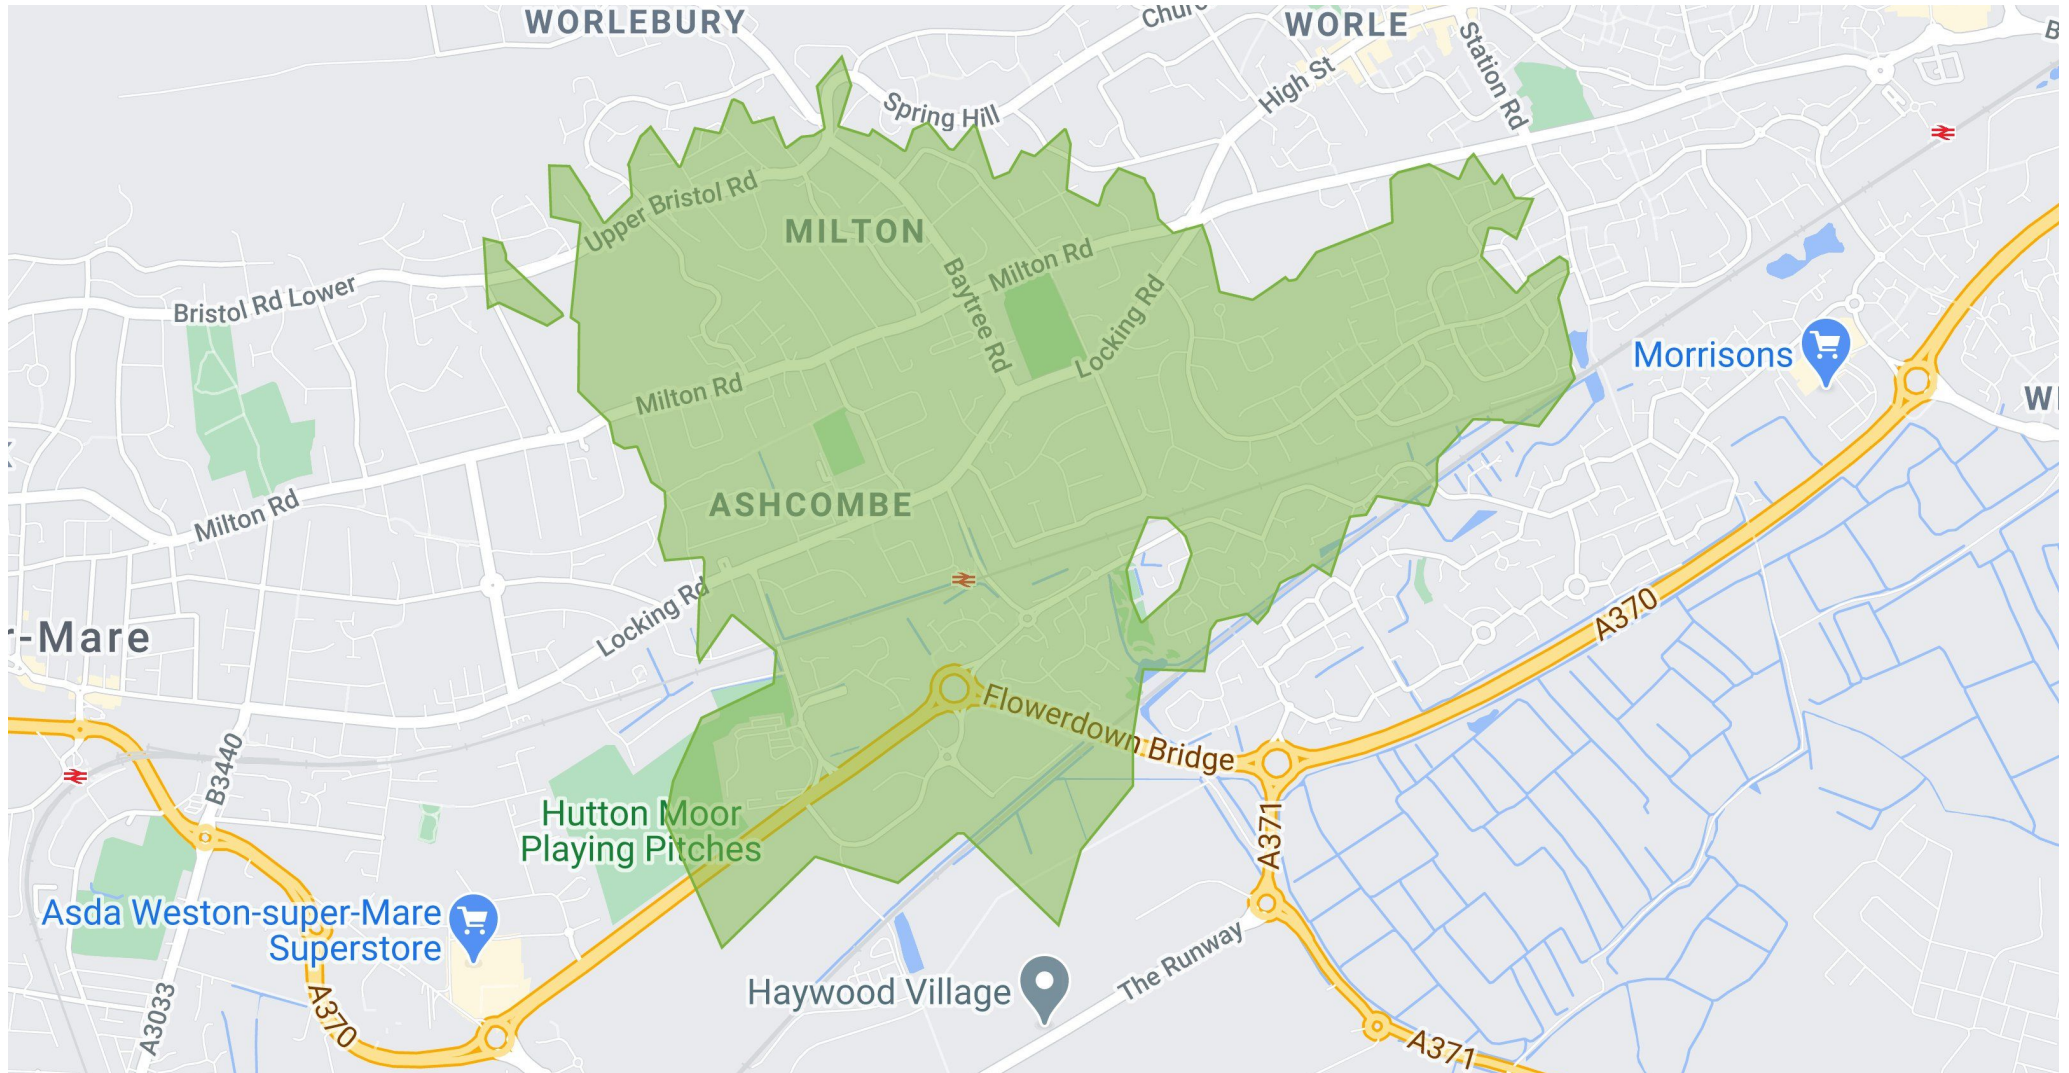 WORLEBURY
Churc
WORLE
Station Rd
B
High St
Spring Hill
Upper Bristol Rd
MILTON
Milton Rd
Baytree Rd
Locking Rd
Bristol Rd Lower
Morrisons
Milton Rd
W
ASHCOMBE
Milton Rd
Locking Rd
r-Mare
A370
Flowerdown Bridge
B3440
Hutton Moor
Playing Pitches
A371
Asda Weston-super-Mare
Superstore
The Runway
Haywood Village
A3033
A370
A371